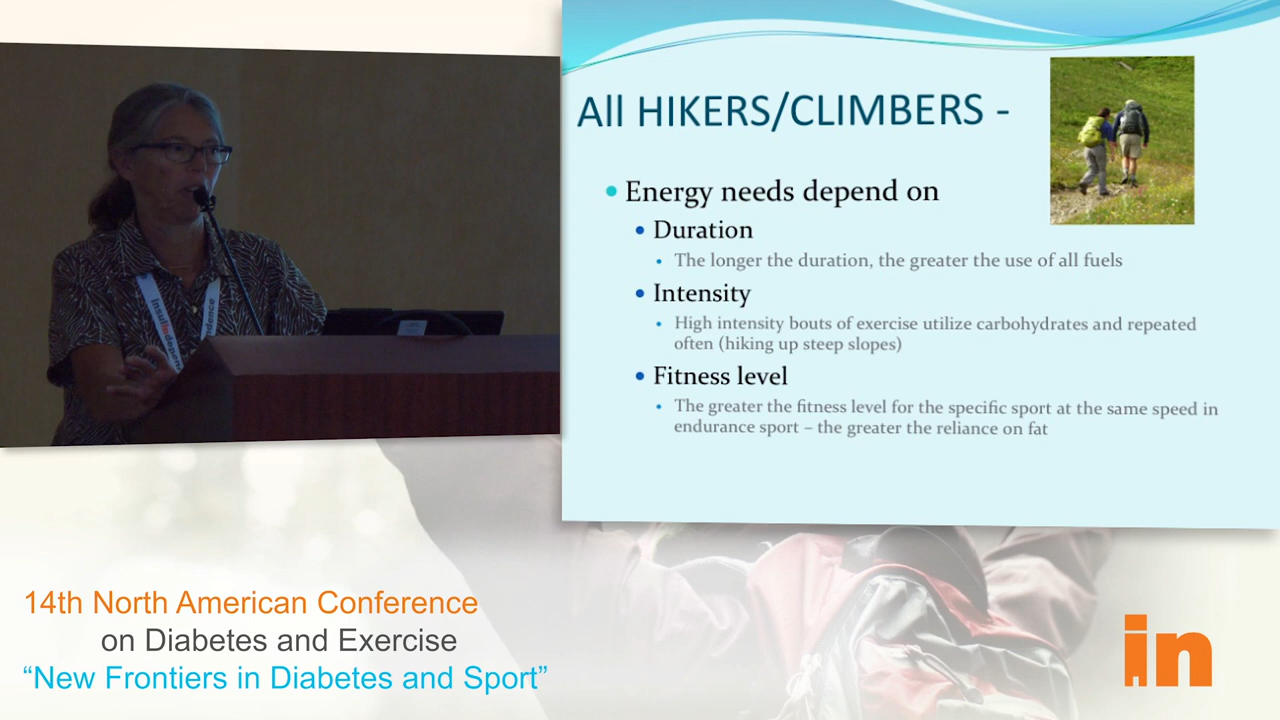 All HIKERS/CLIMBERS -
• Energy needs depend on
• Duration
• The longer the duration, the greater the use of all fuels
• Intensity
• High intensity bouts of exercise utilize carbohydrates and repeated
often (hiking up steep slopes)
• Fitness level
• The greater the fitness level for the specific sport at the same speed in
endurance sport – the greater the reliance on fat
insulindepen
dence
14th North American Conference
on Diabetes and Exercise
“New Frontiers in Diabetes and Sport”
in